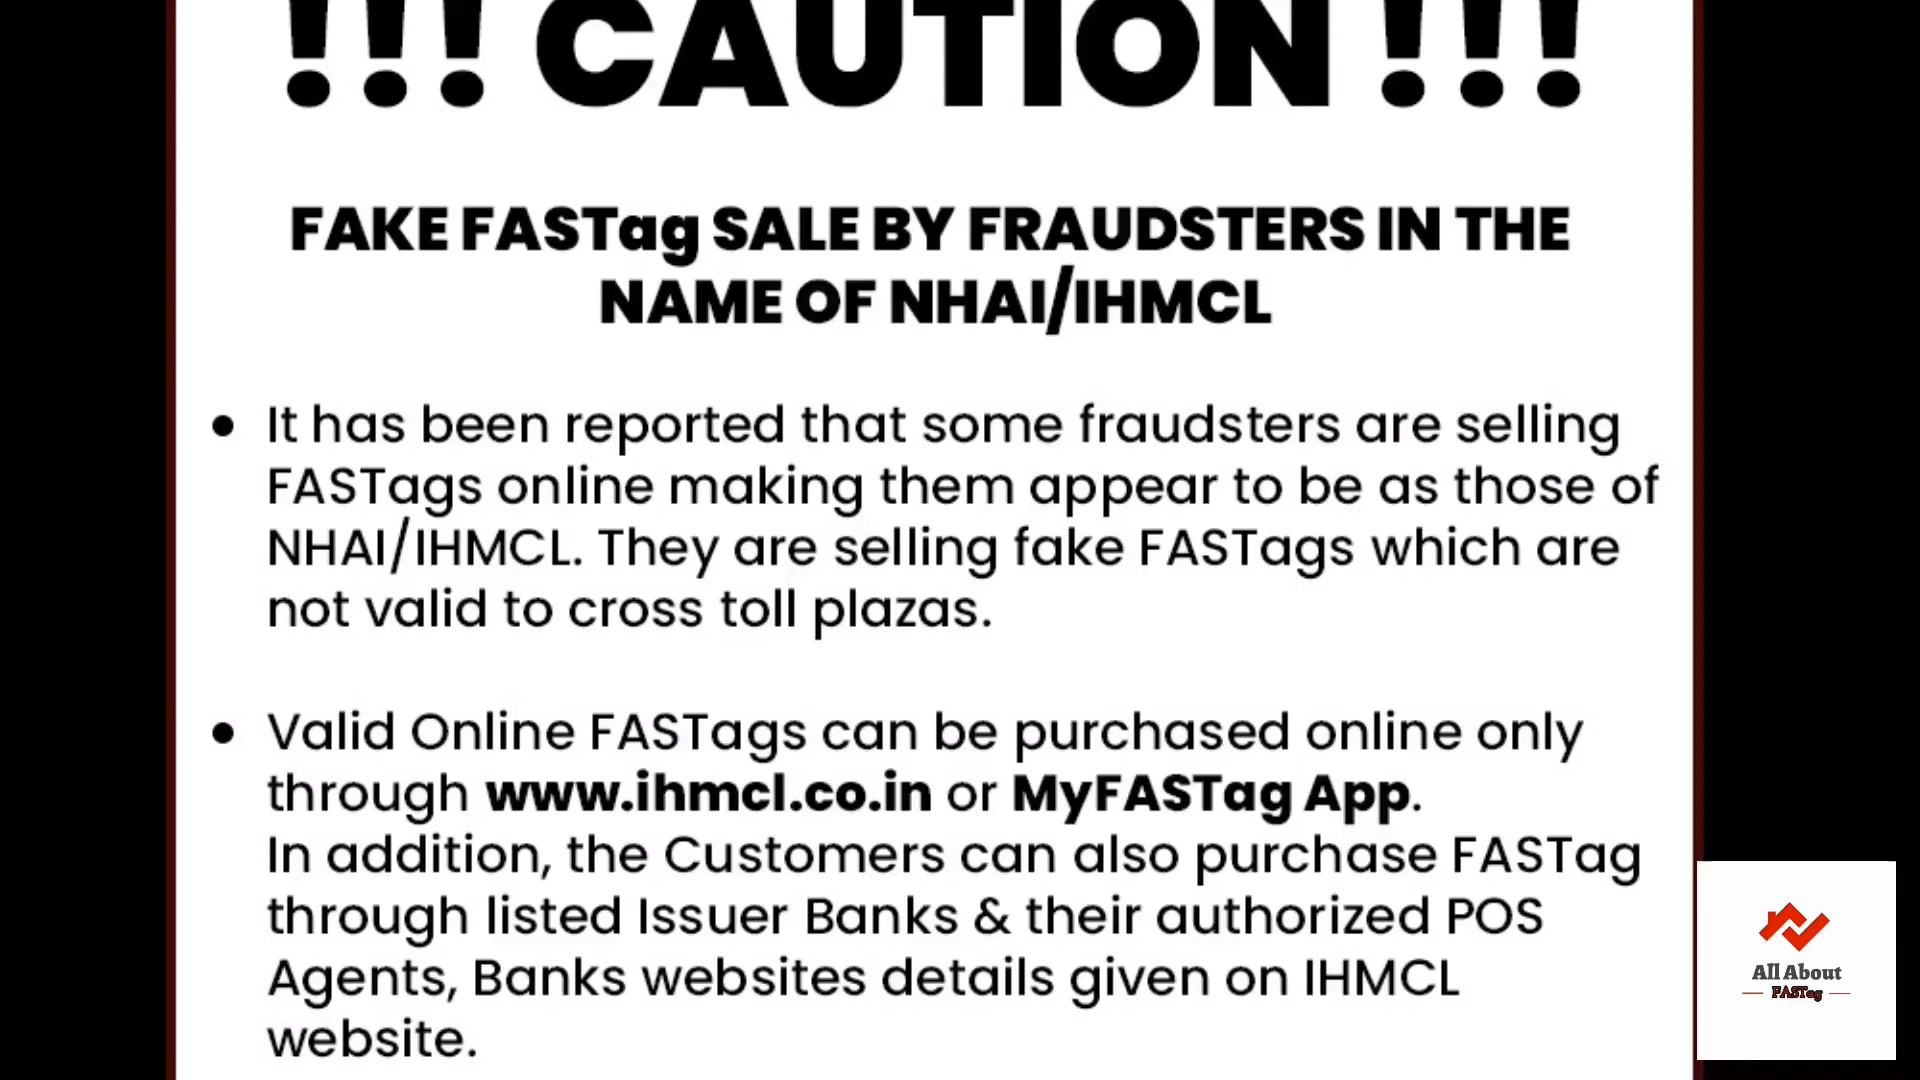 !!! CAUTION !!!
FAKE FASTag SALE BY FRAUDSTERS IN THE
NAME OF NHAI/IHMCL
• It has been reported that some fraudsters are selling
FASTags online making them appear to be as those of
NHAI/IHMCL. They are selling fake FASTags which are
not valid to cross toll plazas.
• Valid Online FASTags can be purchased online only
through www.ihmcl.co.in or MyFASTag App.
In addition, the Customers can also purchase FASTag
through listed Issuer Banks & their authorized POS
Agents, Banks websites details given on IHMCL
website.
All About
FASTag